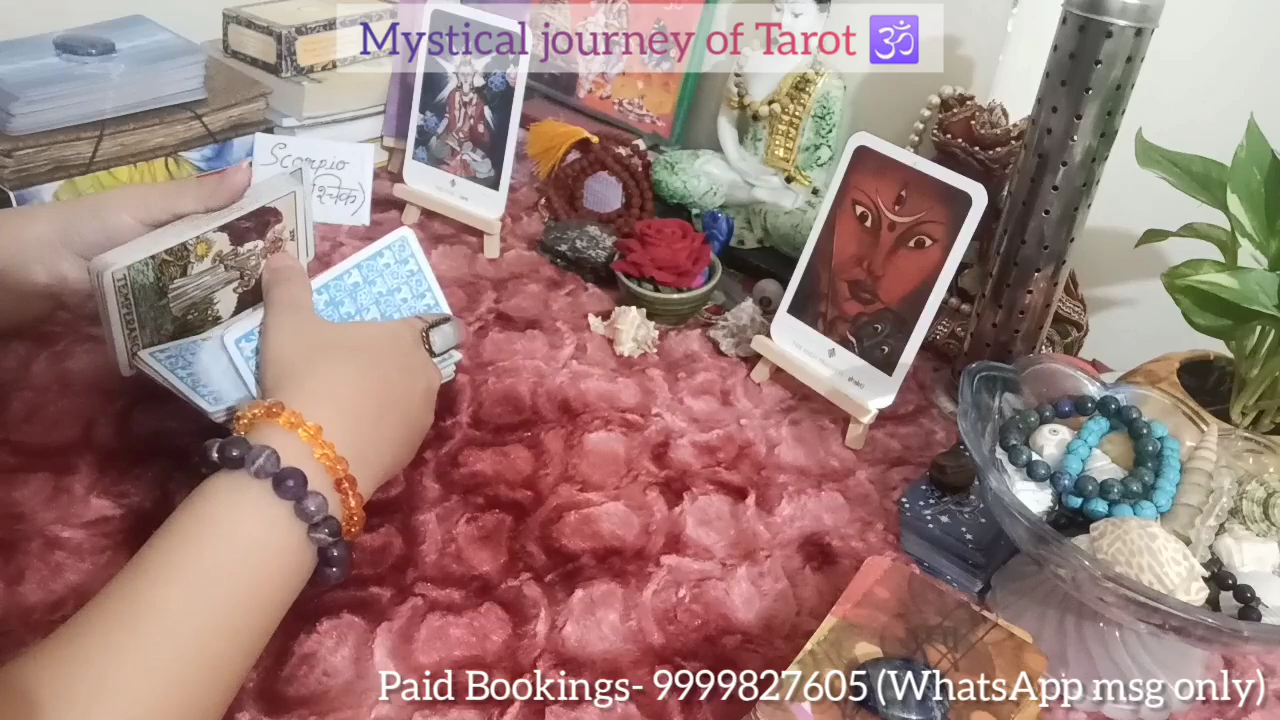 Mystical journey of Tarot 🕉
Scorpio
TEMPERANCE
Paid Bookings- 9999827605 (WhatsApp msg only)